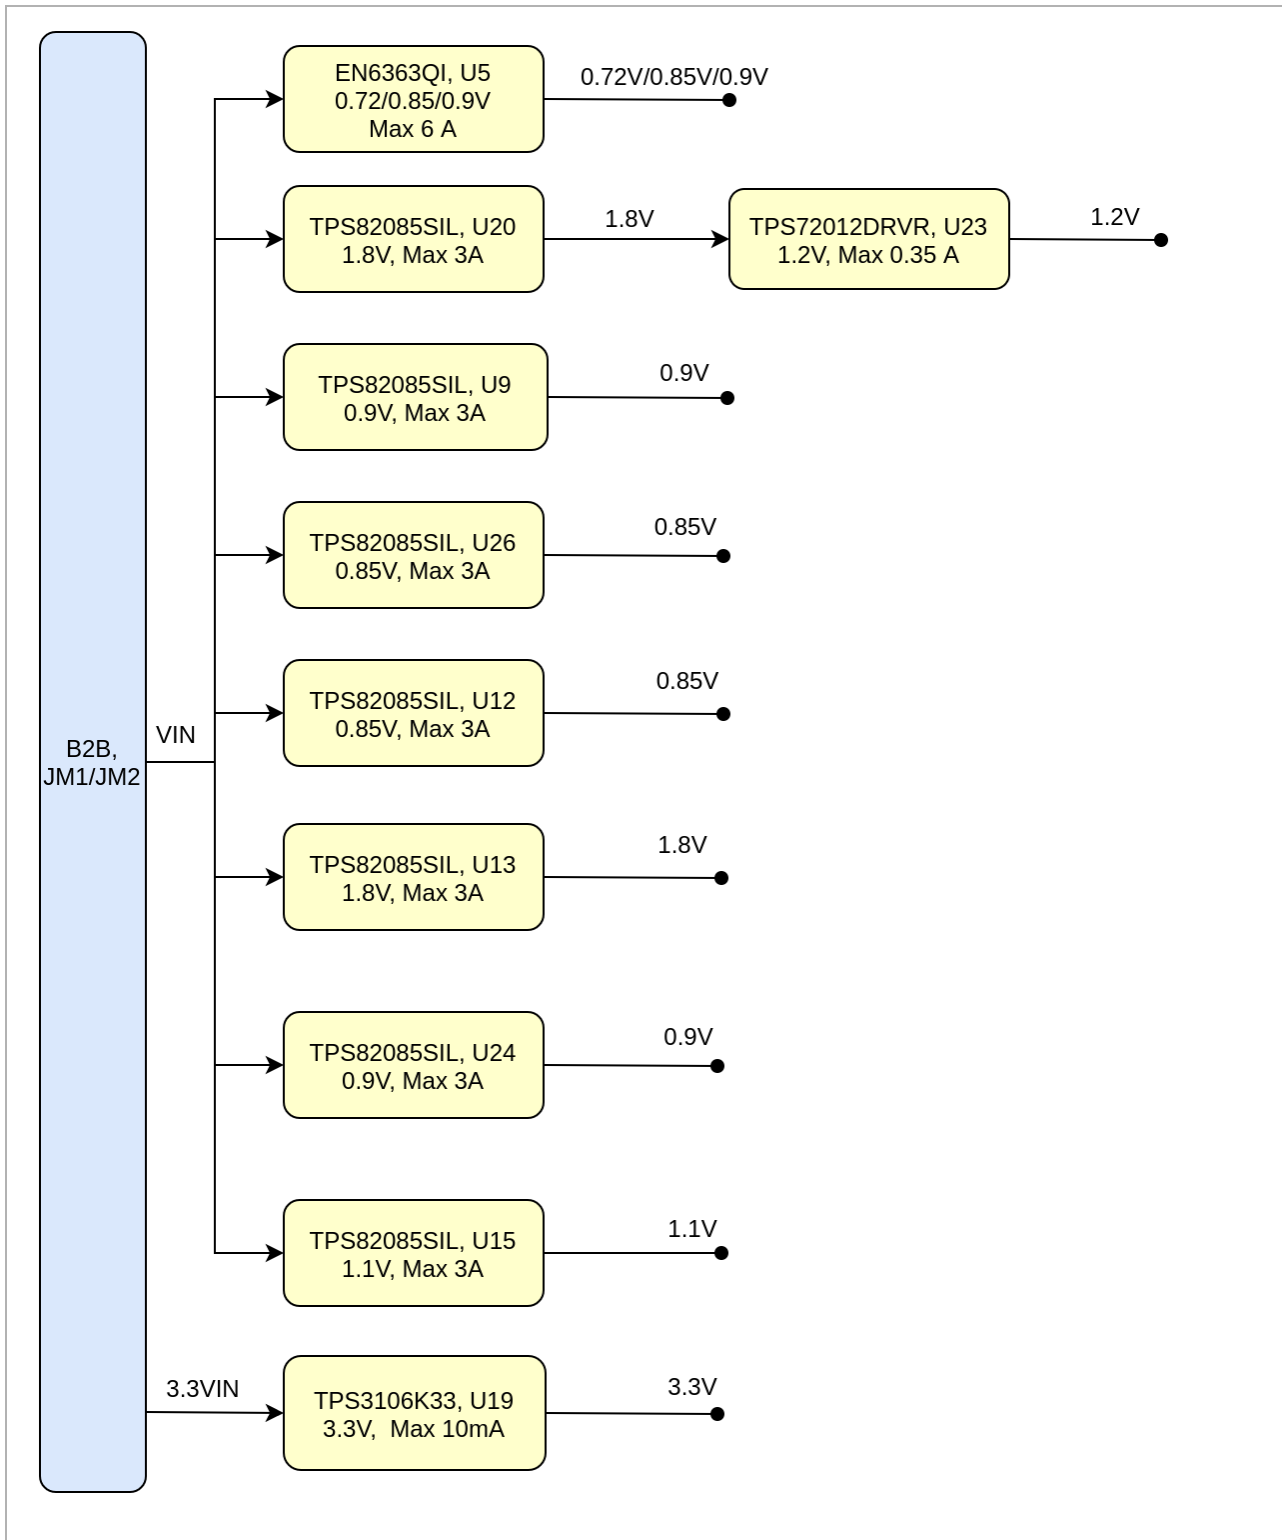 EN6363QI, U5
0.72/0.85/0.9V
Max 6 A
0.72V/0.85V/0.9V
TPS82085SIL, U20
1.8V, Max 3A
1.8V
TPS72012DRVR, U23
1.2V, Max 0.35 A
1.2V
TPS82085SIL, U9
0.9V, Max 3A
0.9V
TPS82085SIL, U26
0.85V, Max 3A
0.85V
TPS82085SIL, U12
0.85V, Max 3A
0.85V
B2B,
JM1/JM2
VIN
TPS82085SIL, U13
1.8V, Max 3A
1.8V
TPS82085SIL, U24
0.9V, Max 3A
0.9V
TPS82085SIL, U15
1.1V, Max 3A
1.1V
3.3VIN
TPS3106K33, U19
3.3V,  Max 10mA
3.3V